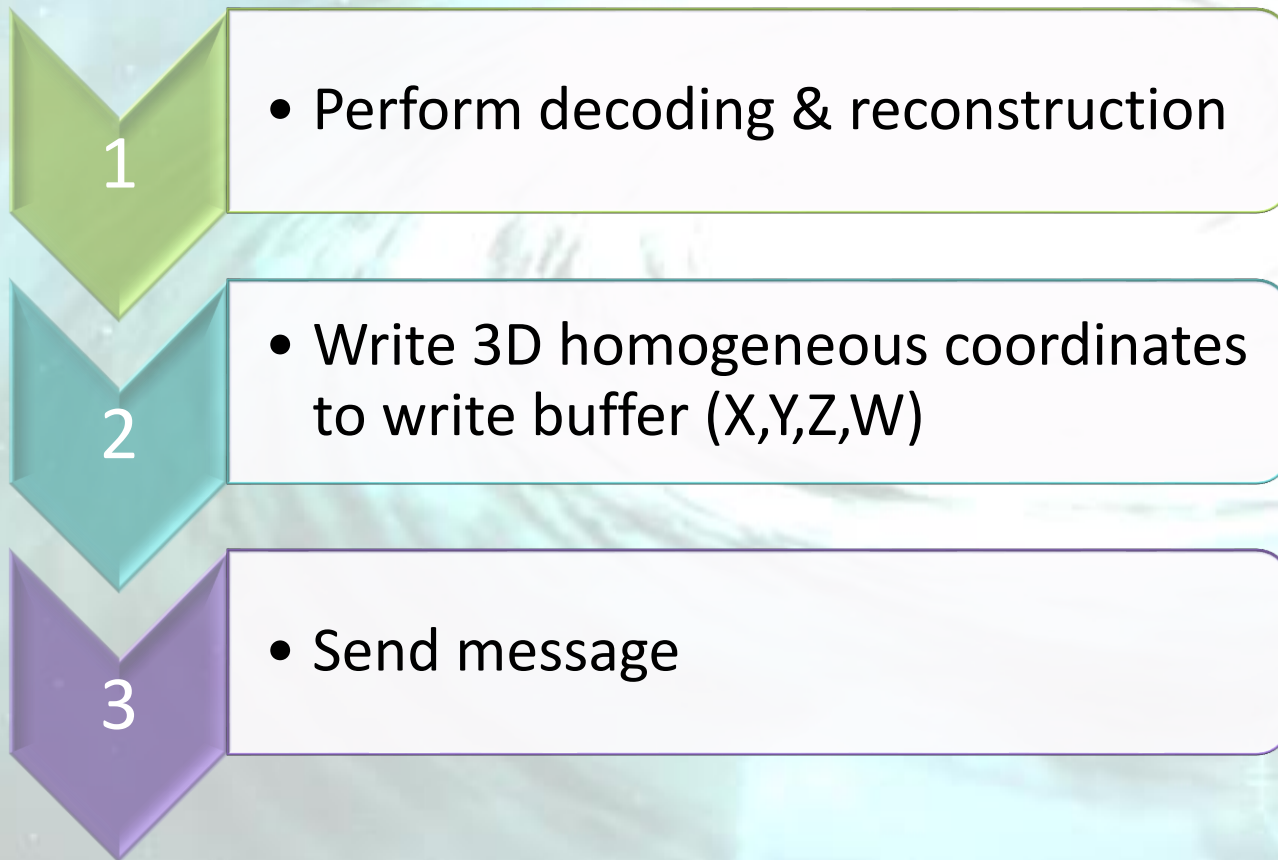 1
• Perform decoding & reconstruction
2
• Write 3D homogeneous coordinates
to write buffer (X,Y,Z,W)
3
• Send message